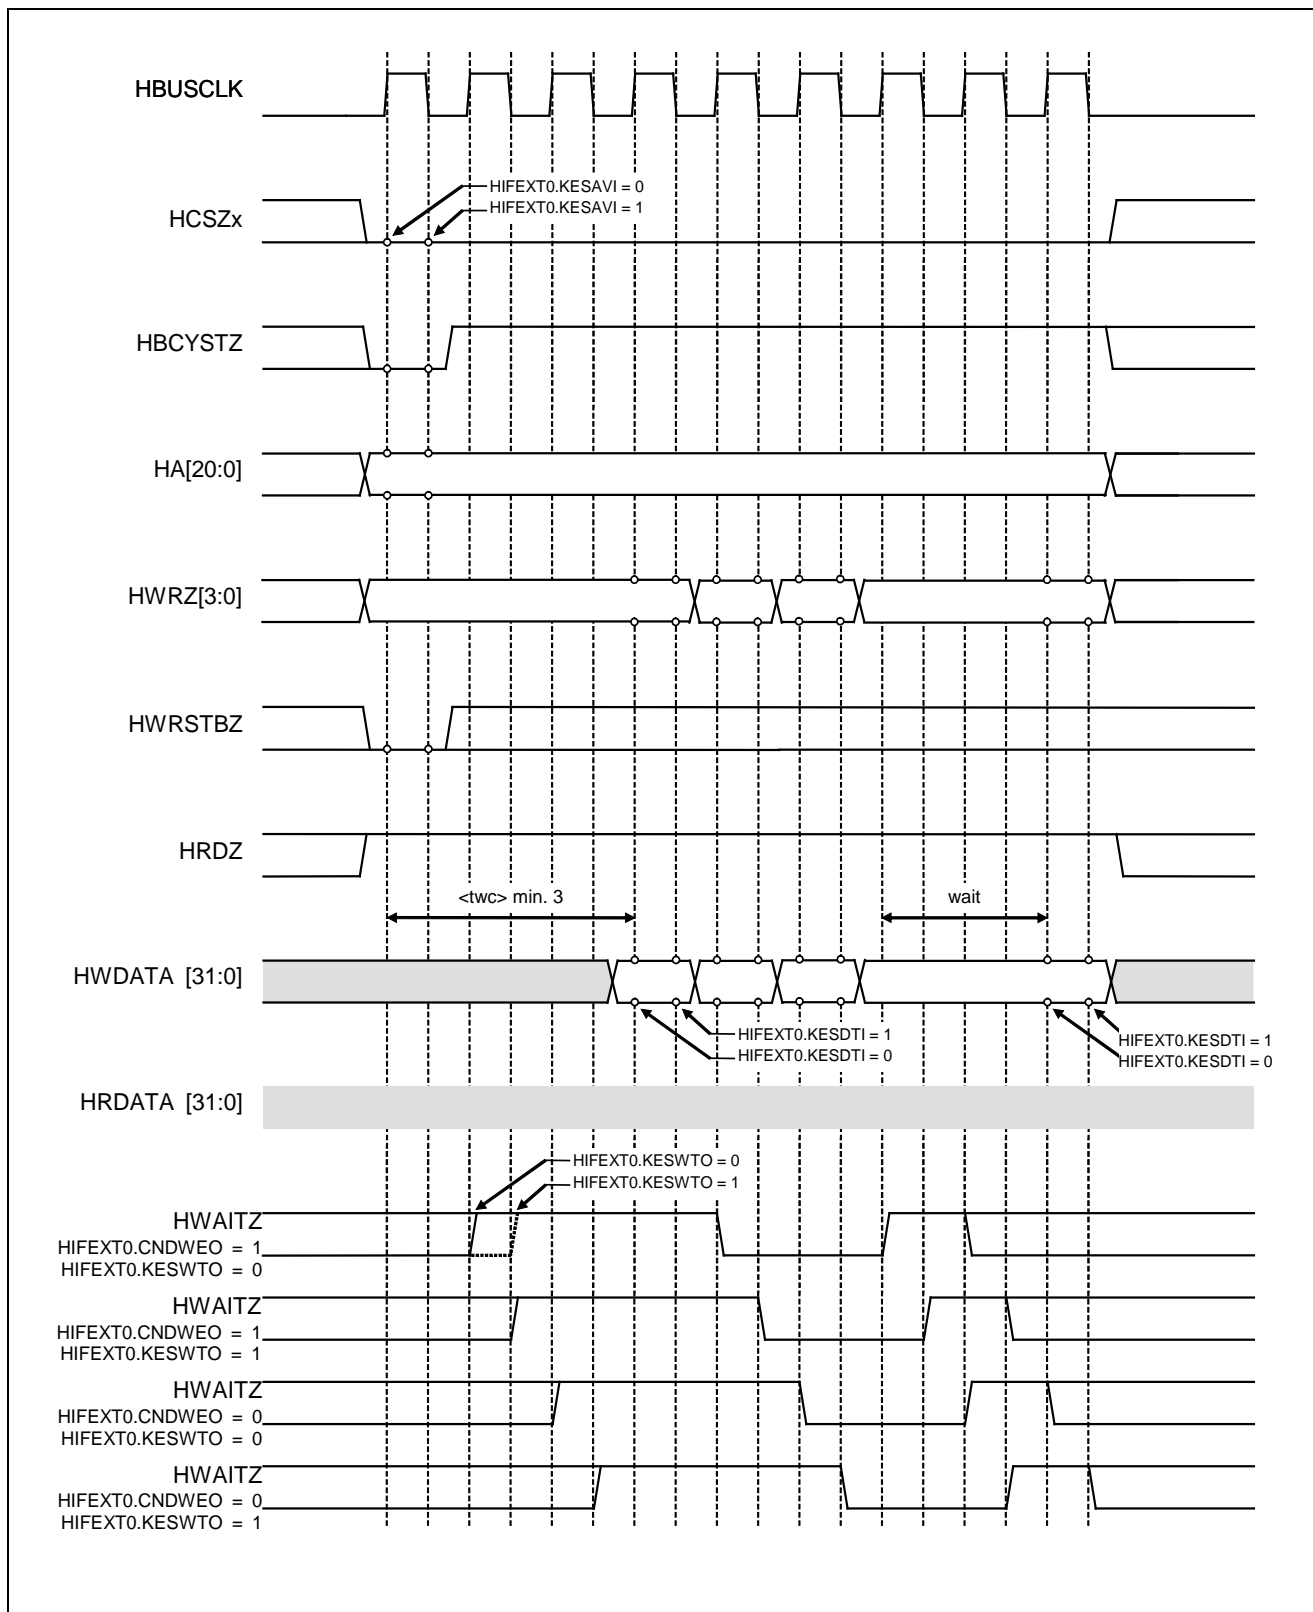 HBUSCLK
HIFEXT0.KESAVI = 0
HIFEXT0.KESAVI = 1
HCSZx
HBCYSTZ
HA[20:0]
HWRZ[3:0]
HWRSTBZ
HRDZ
<twc> min. 3
wait
HWDATA [31:0]
HIFEXT0.KESDTI = 1
HIFEXT0.KESDTI = 0
HIFEXT0.KESDTI = 1
HIFEXT0.KESDTI = 0
HRDATA [31:0]
HIFEXT0.KESWTO = 0
HIFEXT0.KESWTO = 1
HWAITZ
HIFEXT0.CNDWEO = 1
HIFEXT0.KESWTO = 0
HWAITZ
HIFEXT0.CNDWEO = 1
HIFEXT0.KESWTO = 1
HWAITZ
HIFEXT0.CNDWEO = 0
HIFEXT0.KESWTO = 0
HWAITZ
HIFEXT0.CNDWEO = 0
HIFEXT0.KESWTO = 1